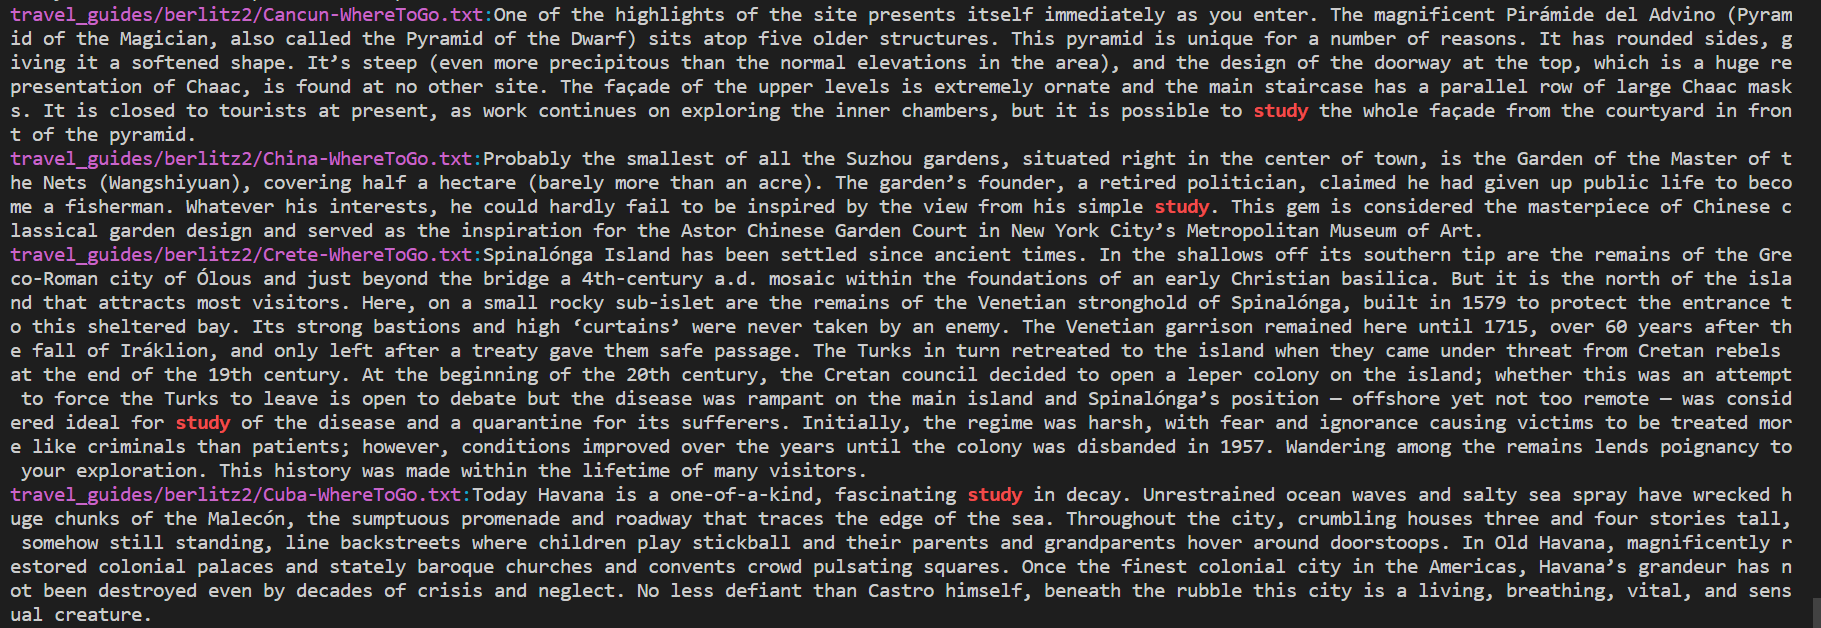 travel_guides/berlitz2/Cancun-WhereToGo.txt:One of the highlights of the site presents itself immediately as you enter. The magnificent Pirámide del Advino (Pyram
id of the Magician, also called the Pyramid of the Dwarf) sits atop five older structures. This pyramid is unique for a number of reasons. It has rounded sides, g
iving it a softened shape. It’s steep (even more precipitous than the normal elevations in the area), and the design of the doorway at the top, which is a huge re
presentation of Chaac, is found at no other site. The façade of the upper levels is extremely ornate and the main staircase has a parallel row of large Chaac mask
s. It is closed to tourists at present, as work continues on exploring the inner chambers, but it is possible to study the whole façade from the courtyard in fron
t of the pyramid.
travel_guides/berlitz2/China-WhereToGo.txt:Probably the smallest of all the Suzhou gardens, situated right in the center of town, is the Garden of the Master of t
he Nets (Wangshiyuan), covering half a hectare (barely more than an acre). The garden’s founder, a retired politician, claimed he had given up public life to beco
me a fisherman. Whatever his interests, he could hardly fail to be inspired by the view from his simple study. This gem is considered the masterpiece of Chinese c
lassical garden design and served as the inspiration for the Astor Chinese Garden Court in New York City’s Metropolitan Museum of Art.
travel_guides/berlitz2/Crete-WhereToGo.txt:Spinalónga Island has been settled since ancient times. In the shallows off its southern tip are the remains of the Gre
co-Roman city of Ólous and just beyond the bridge a 4th-century a.d. mosaic within the foundations of an early Christian basilica. But it is the north of the isla
nd that attracts most visitors. Here, on a small rocky sub-islet are the remains of the Venetian stronghold of Spinalónga, built in 1579 to protect the entrance t
o this sheltered bay. Its strong bastions and high ‘curtains’ were never taken by an enemy. The Venetian garrison remained here until 1715, over 60 years after th
e fall of Iráklion, and only left after a treaty gave them safe passage. The Turks in turn retreated to the island when they came under threat from Cretan rebels
at the end of the 19th century. At the beginning of the 20th century, the Cretan council decided to open a leper colony on the island; whether this was an attempt
 to force the Turks to leave is open to debate but the disease was rampant on the main island and Spinalónga’s position — offshore yet not too remote — was consid
ered ideal for study of the disease and a quarantine for its sufferers. Initially, the regime was harsh, with fear and ignorance causing victims to be treated mor
e like criminals than patients; however, conditions improved over the years until the colony was disbanded in 1957. Wandering among the remains lends poignancy to
 your exploration. This history was made within the lifetime of many visitors.
travel_guides/berlitz2/Cuba-WhereToGo.txt:Today Havana is a one-of-a-kind, fascinating study in decay. Unrestrained ocean waves and salty sea spray have wrecked h
uge chunks of the Malecón, the sumptuous promenade and roadway that traces the edge of the sea. Throughout the city, crumbling houses three and four stories tall,
 somehow still standing, line backstreets where children play stickball and their parents and grandparents hover around doorstoops. In Old Havana, magnificently r
estored colonial palaces and stately baroque churches and convents crowd pulsating squares. Once the finest colonial city in the Americas, Havana’s grandeur has n
ot been destroyed even by decades of crisis and neglect. No less defiant than Castro himself, beneath the rubble this city is a living, breathing, vital, and sens
ual creature.